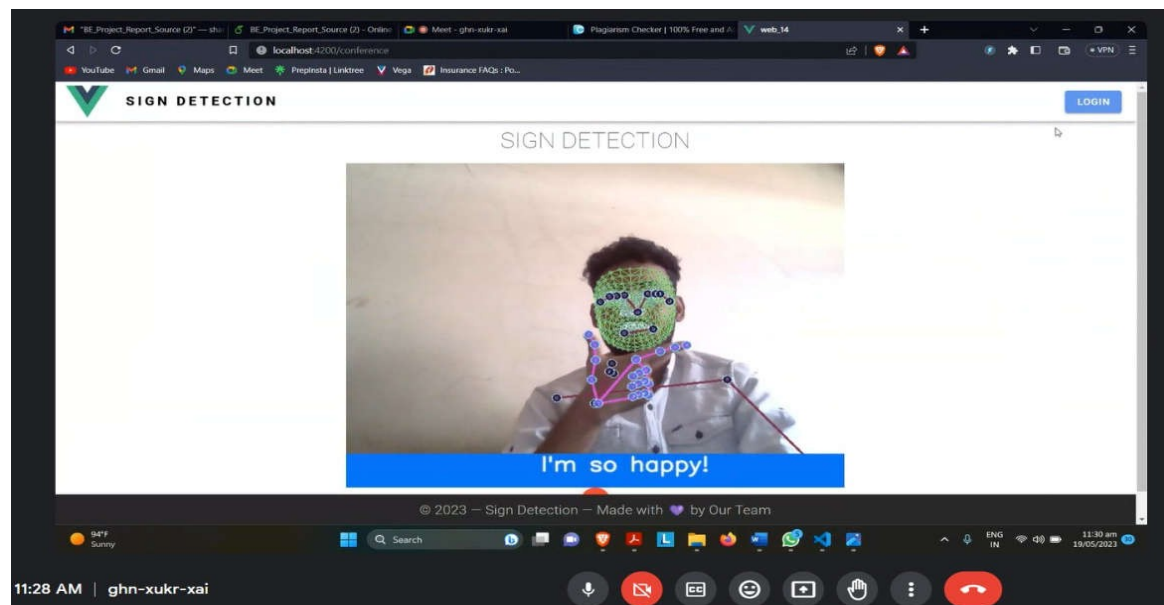 "BE_Project_Report_Source (2)" — sha
BE_Project_Report_Source (2) - Online
Meet - ghn-xukr-xai
Plagiarism Checker | 100% Free and A
web_14
localhost:4200/conference
VPN
YouTube
Gmail
Maps
Meet
Prepinsta | Linktree
Vega
Insurance FAQs : Po...
SIGN DETECTION
LOGIN
SIGN DETECTION
I'm so happy!
© 2023 — Sign Detection — Made with 💜 by Our Team
94°F
Sunny
Search
ENG
IN
11:30 am
19/05/2023
11:28 AM | ghn-xukr-xai